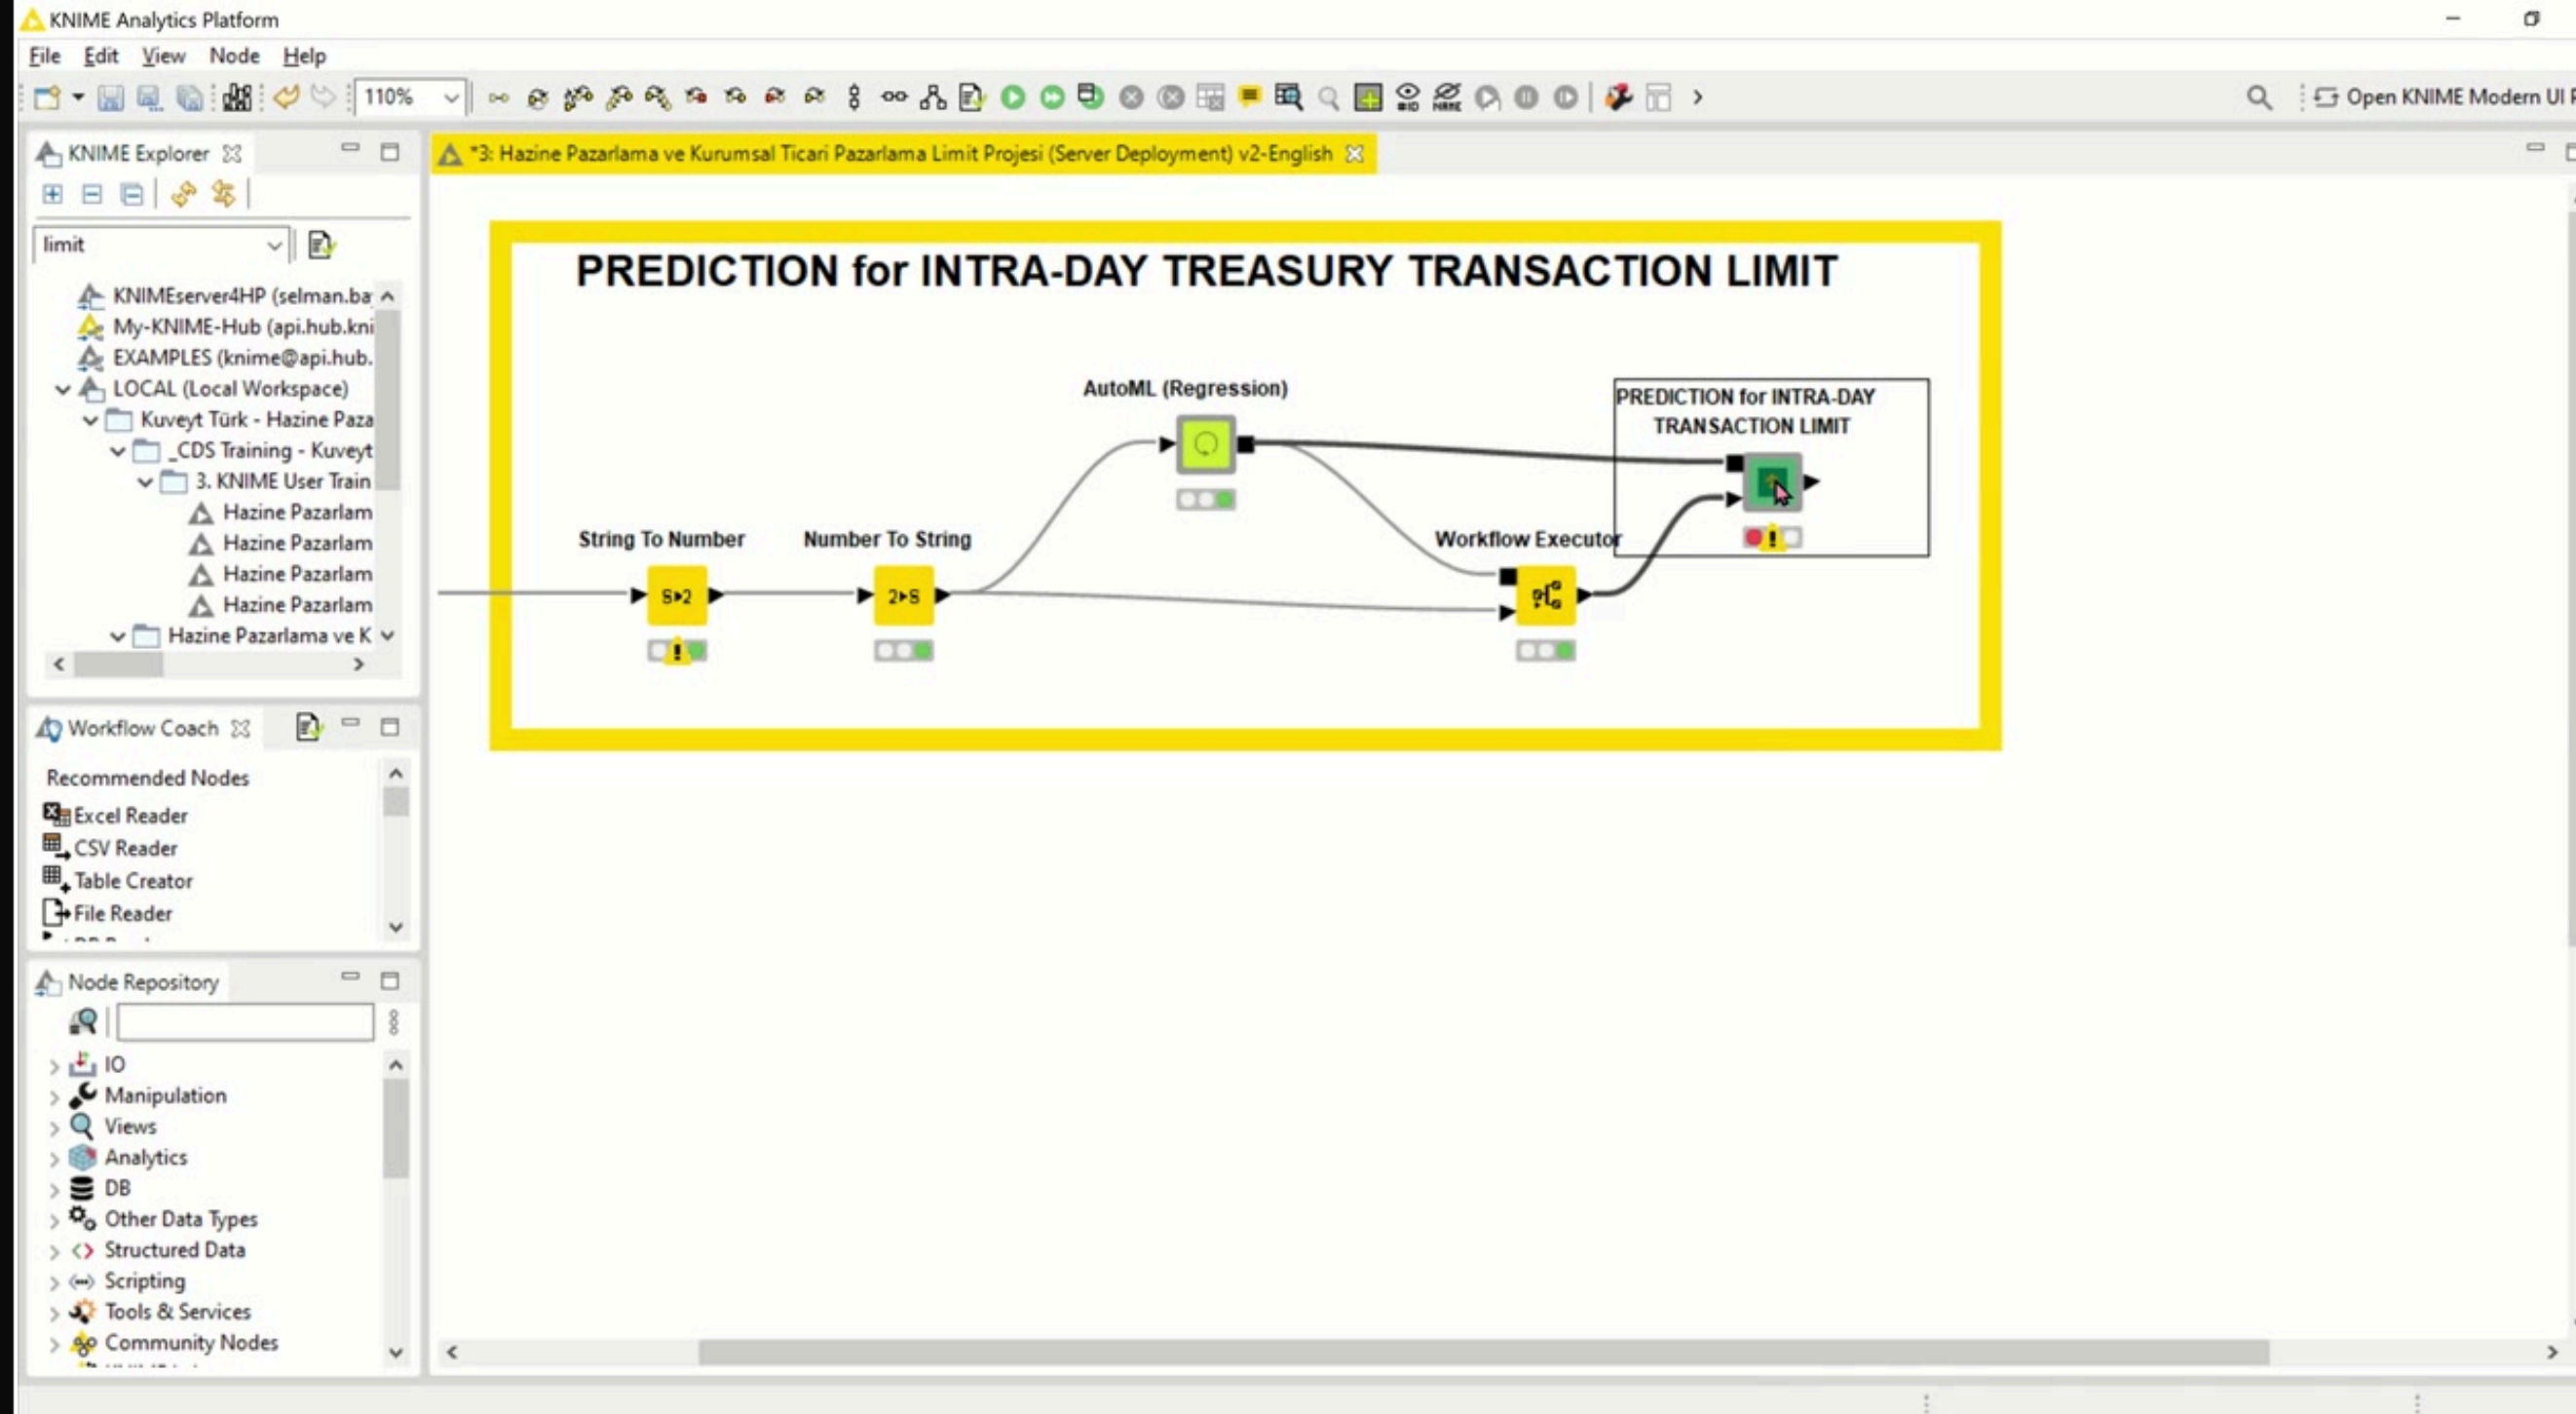 KNIME Analytics Platform
File Edit View Node Help
110%
Open KNIME Modern UI
KNIME Explorer
*3: Hazine Pazarlama ve Kurumsal Ticari Pazarlama Limit Projesi (Server Deployment) v2-English
limit
KNIMEserver4HP (selman.ba
My-KNIME-Hub (api.hub.kni
EXAMPLES (knime@api.hub.
LOCAL (Local Workspace)
Kuveyt Türk - Hazine Paza
_CDS Training - Kuveyt
3. KNIME User Train
Hazine Pazarlam
Hazine Pazarlam
Hazine Pazarlam
Hazine Pazarlam
Hazine Pazarlama ve K
Workflow Coach
Recommended Nodes
Excel Reader
CSV Reader
Table Creator
File Reader
Node Repository
IO
Manipulation
Views
Analytics
DB
Other Data Types
Structured Data
Scripting
Tools & Services
Community Nodes
PREDICTION for INTRA-DAY TREASURY TRANSACTION LIMIT
AutoML (Regression)
PREDICTION for INTRA-DAY
TRANSACTION LIMIT
String To Number
Number To String
Workflow Executor
S▸2
2▸S